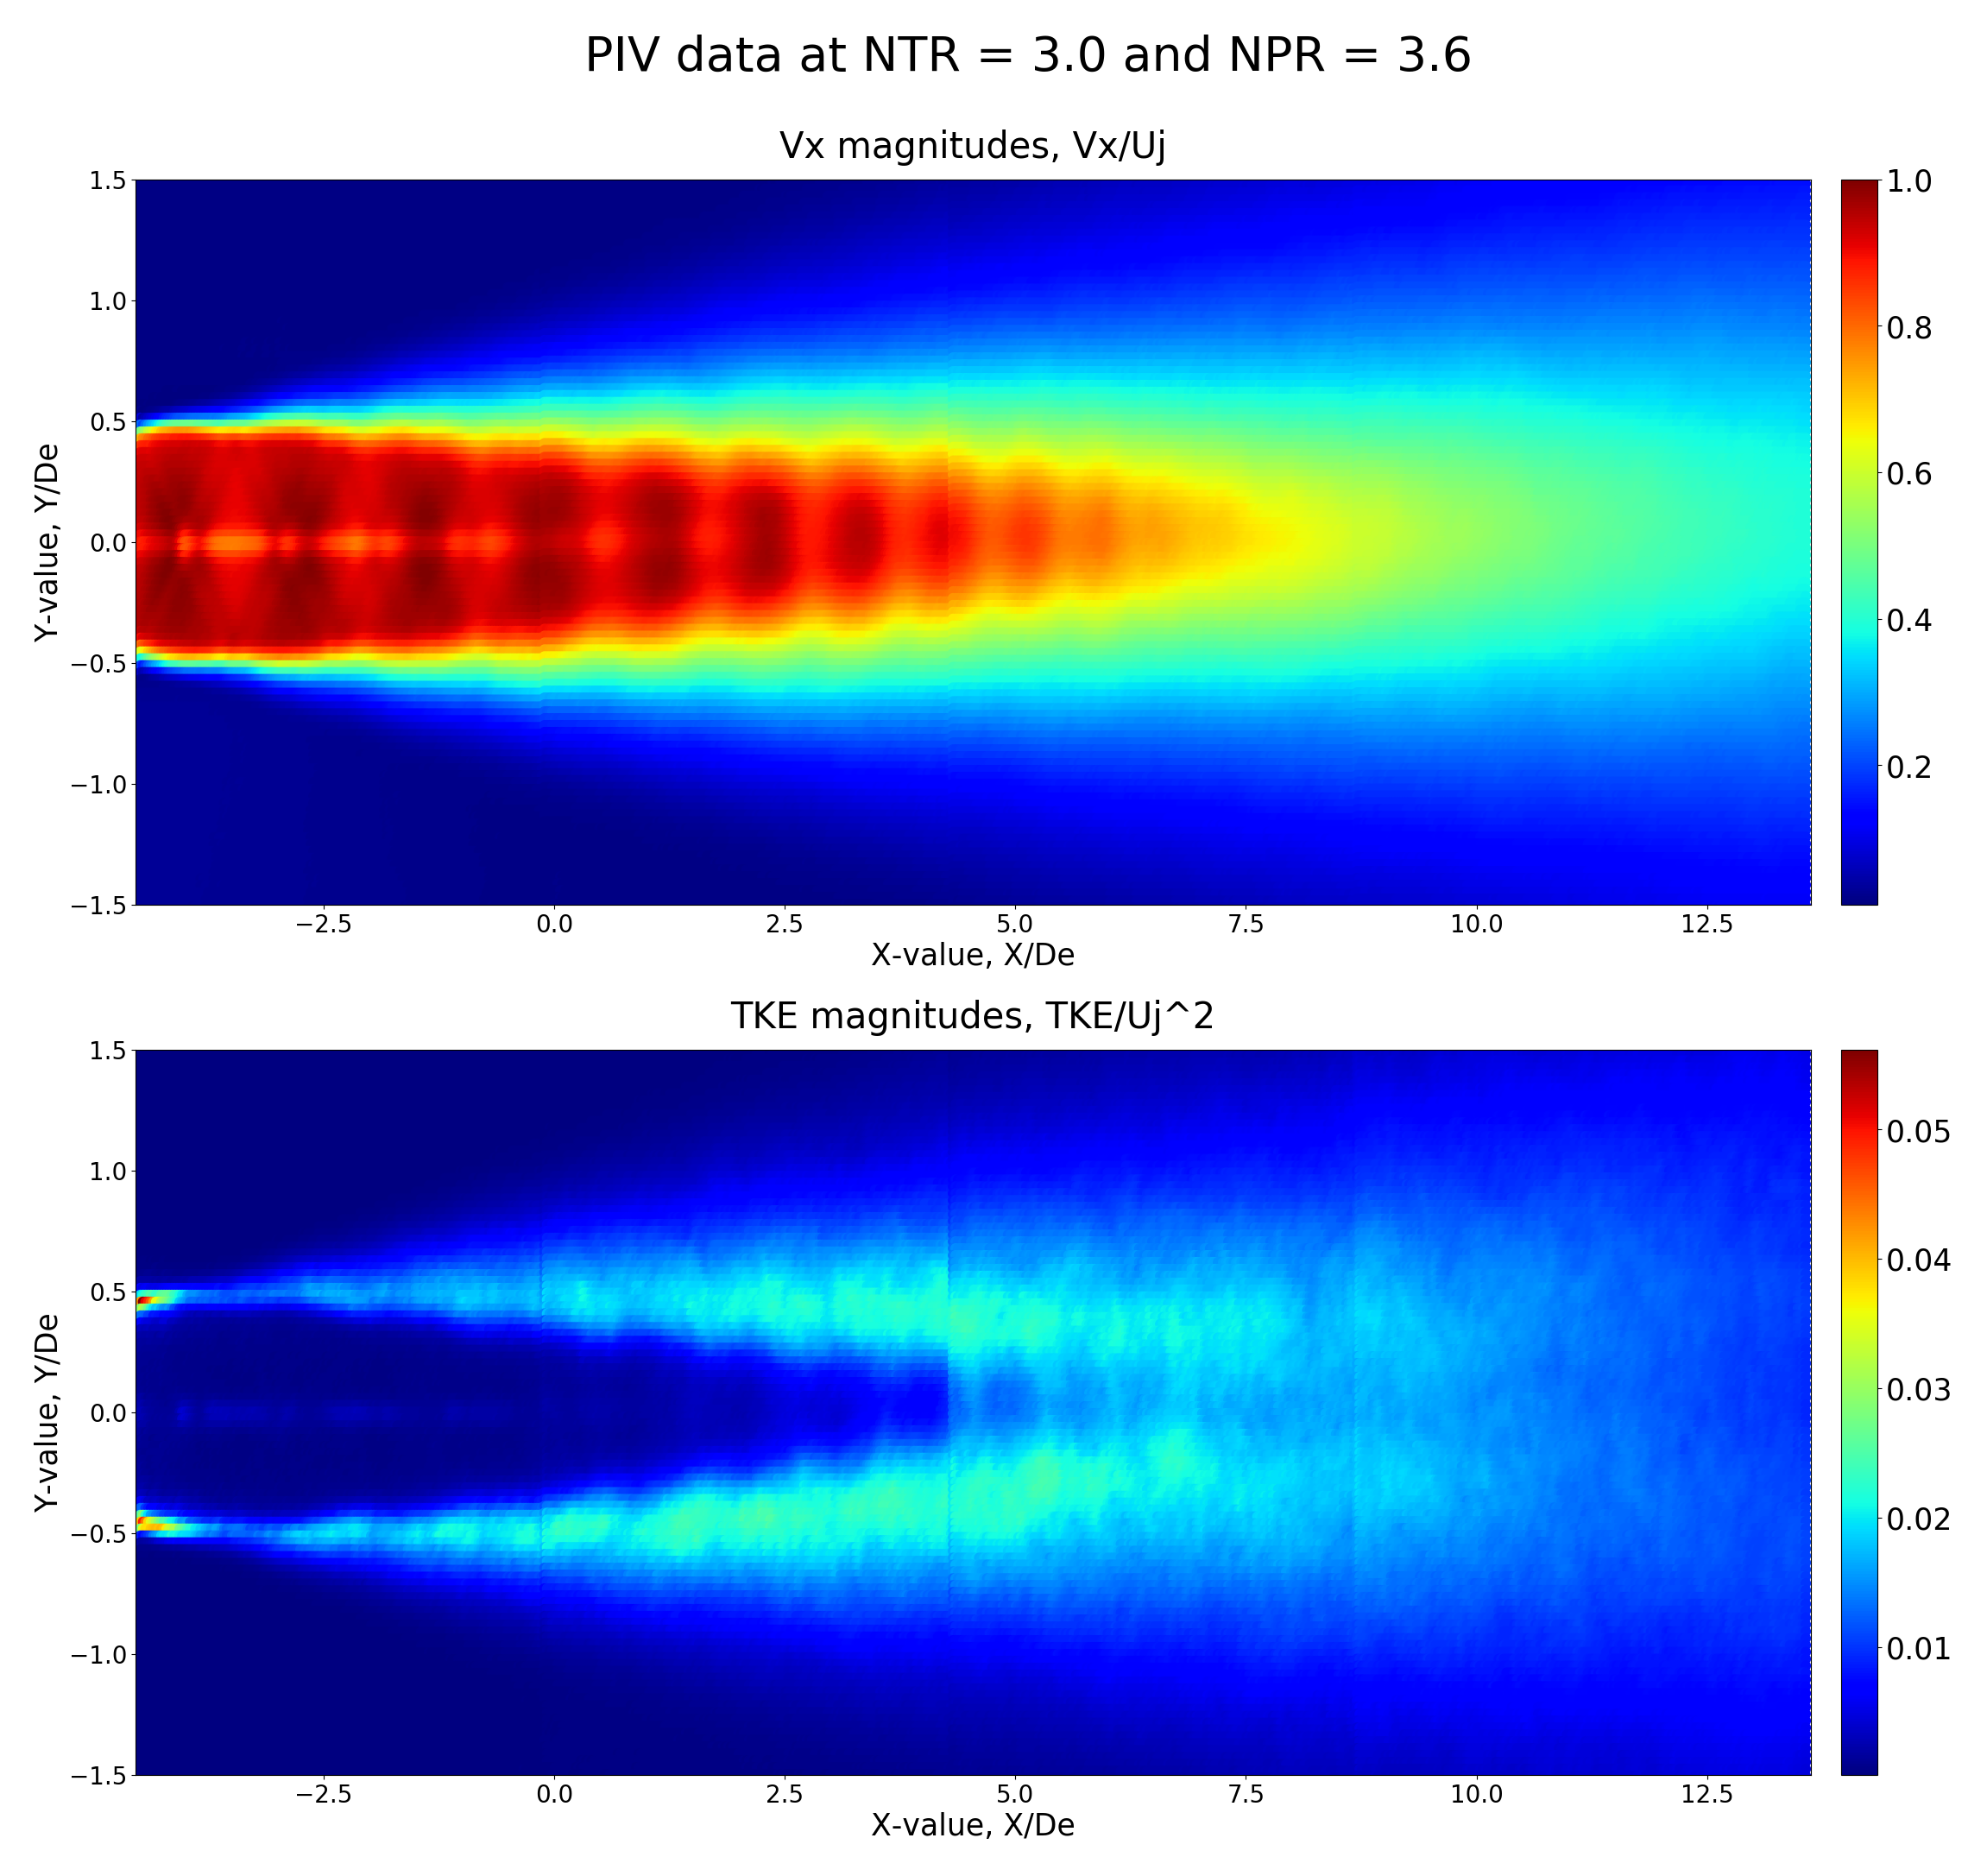 PIV data at NTR = 3.0 and NPR = 3.6
Vx magnitudes, Vx/Uj
1.5
1.0
0.5
0.0
−0.5
−1.0
−1.5
Y-value, Y/De
−2.5 0.0 2.5 5.0 7.5 10.0 12.5
X-value, X/De
1.0
0.8
0.6
0.4
0.2
TKE magnitudes, TKE/Uj^2
1.5
1.0
0.5
0.0
−0.5
−1.0
−1.5
Y-value, Y/De
−2.5 0.0 2.5 5.0 7.5 10.0 12.5
X-value, X/De
0.05
0.04
0.03
0.02
0.01